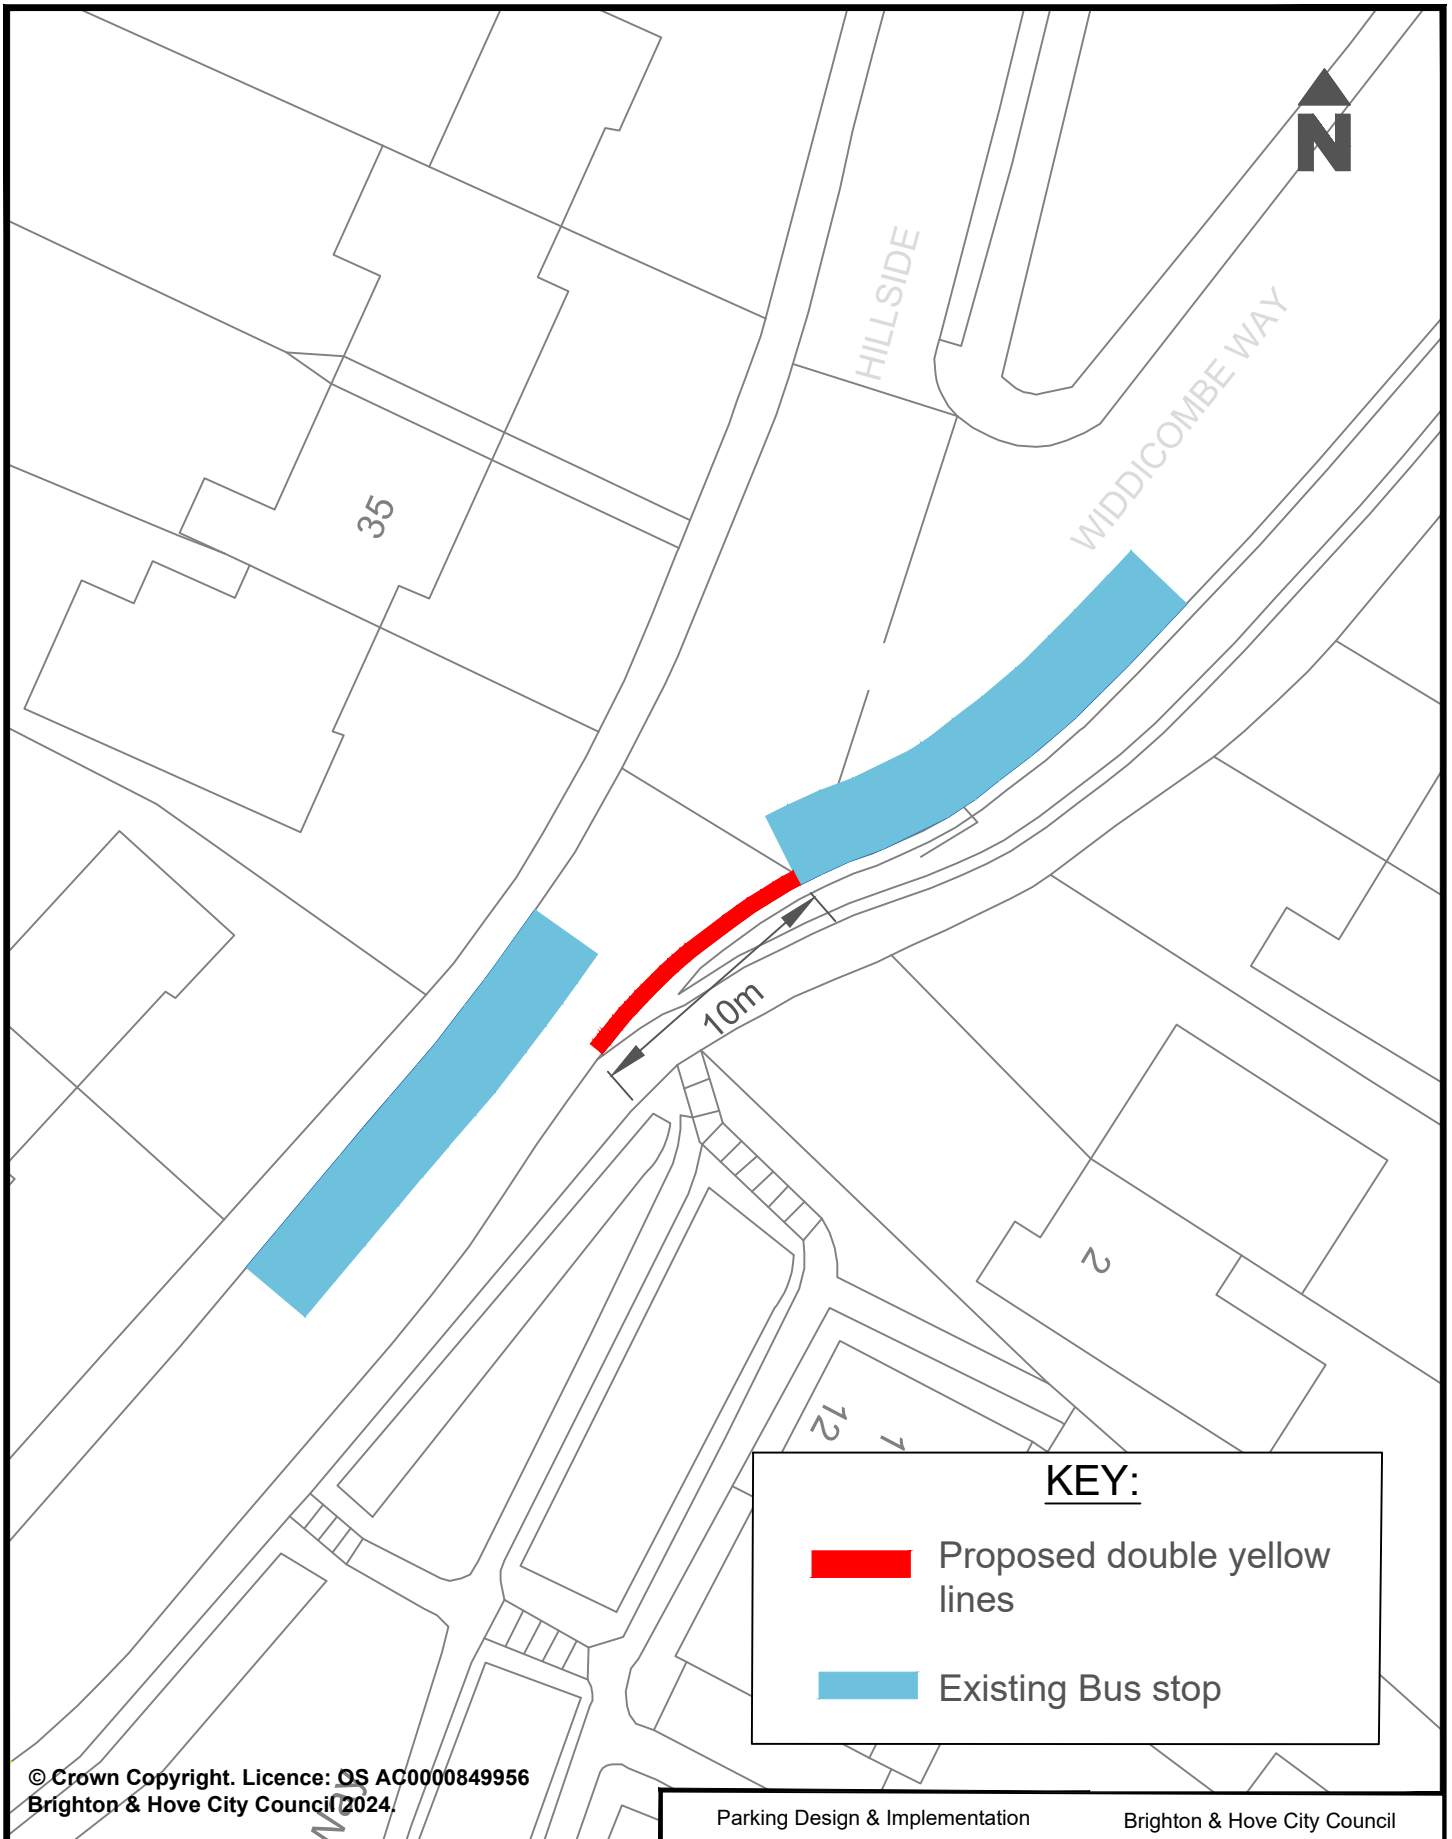 N
HILLSIDE
WIDDICOMBE WAY
35
10m
2
12
1
KEY:
Proposed double yellow
lines
Existing Bus stop
© Crown Copyright. Licence: OS AC0000849956
Brighton & Hove City Council 2024.
Parking Design & Implementation
Brighton & Hove City Council